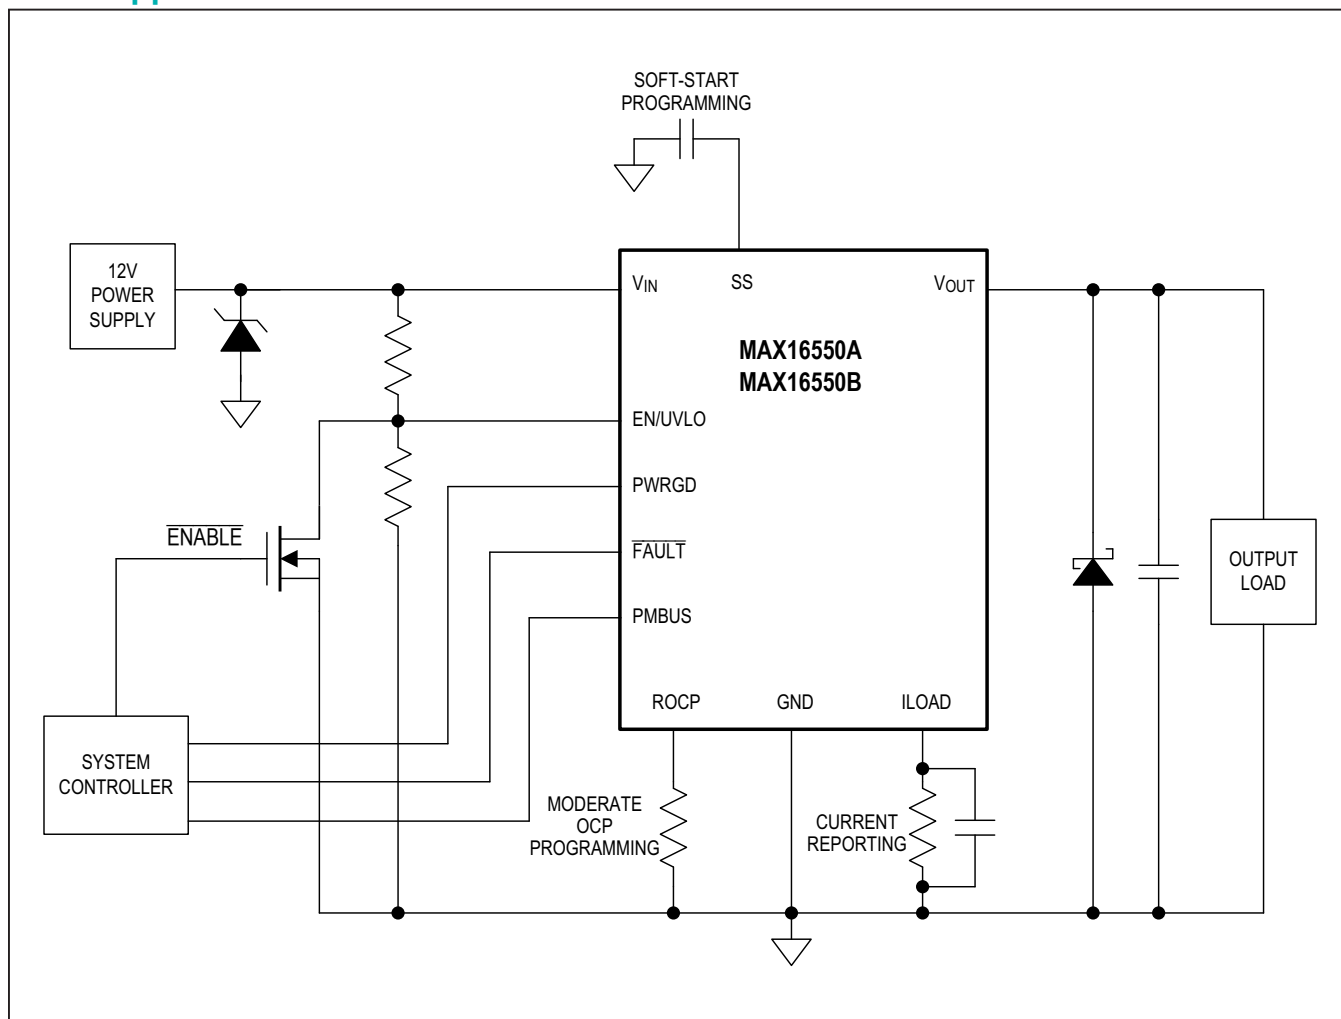 SOFT-START
PROGRAMMING
12V
POWER
SUPPLY
VIN
SS
VOUT
MAX16550A
MAX16550B
EN/UVLO
PWRGD
ENABLE
FAULT
PMBUS
OUTPUT
LOAD
ROCP
GND
ILOAD
SYSTEM
CONTROLLER
MODERATE
OCP
PROGRAMMING
CURRENT
REPORTING